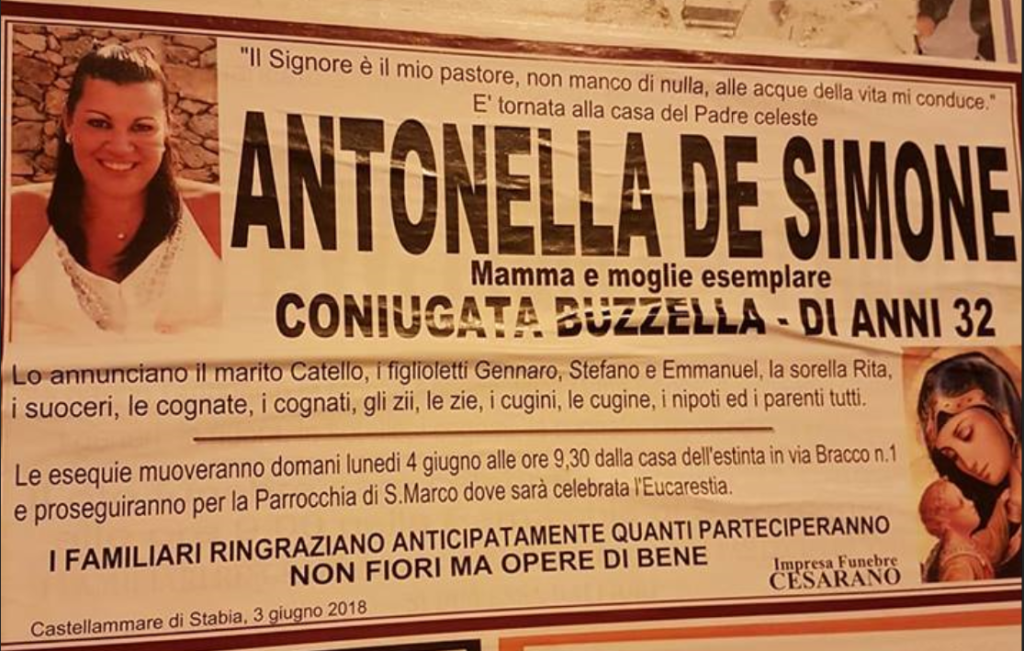 "Il Signore è il mio pastore, non manco di nulla, alle acque della vita mi conduce."
E' tornata alla casa del Padre celeste
ANTONELLA DE SIMONE
Mamma e moglie esemplare
CONIUGATA BUZZELLA - DI ANNI 32
Lo annunciano il marito Catello, i figlioletti Gennaro, Stefano e Emmanuel, la sorella Rita,
i suoceri, le cognate, i cognati, gli zii, le zie, i cugini, le cugine, i nipoti ed i parenti tutti.
Le esequie muoveranno domani lunedì 4 giugno alle ore 9,30 dalla casa dell'estinta in via Bracco n.1
e proseguiranno per la Parrocchia di S.Marco dove sarà celebrata l'Eucarestia.
I FAMILIARI RINGRAZIANO ANTICIPATAMENTE QUANTI PARTECIPERANNO
NON FIORI MA OPERE DI BENE
Impresa Funebre
CESARANO
Castellammare di Stabia, 3 giugno 2018